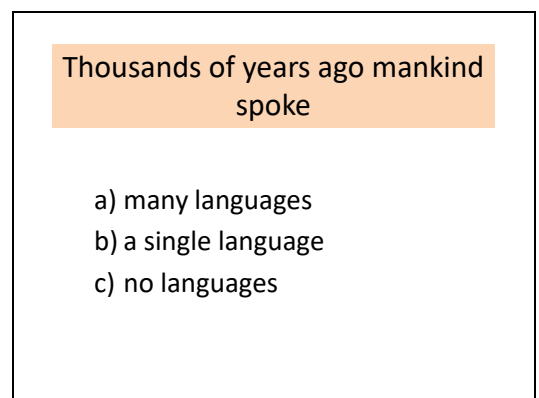 Thousands of years ago mankind
spoke
a) many languages
b) a single language
c) no languages